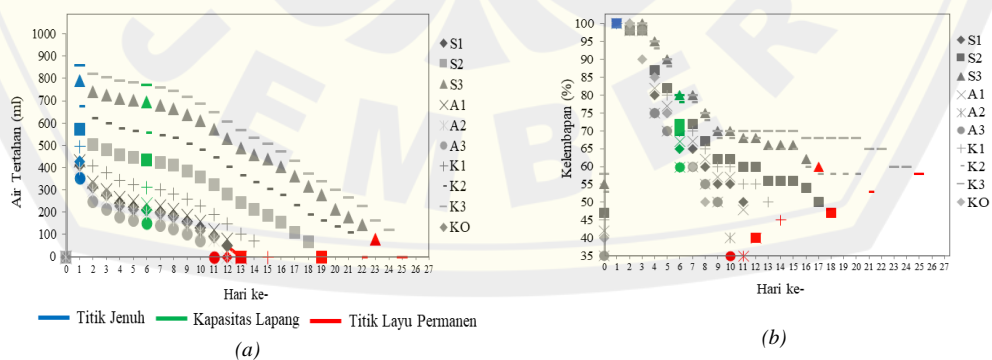 1000
900
800
700
600
500
400
300
200
100
0
Air Tertahan (ml)
0 1 2 3 4 5 6 7 8 9 10 11 12 13 14 15 16 17 18 19 20 21 22 23 24 25 26 27
Hari ke-
S1
S2
S3
A1
A2
A3
K1
K2
K3
KO
Titik Jenuh
Kapasitas Lapang
Titik Layu Permanen
(a)
100
95
90
85
80
75
70
65
60
55
50
45
40
35
Kelembapan (%)
0 1 2 3 4 5 6 7 8 9 10 11 12 13 14 15 16 17 18 19 20 21 22 23 24 25 26 27
Hari ke-
S1
S2
S3
A1
A2
A3
K1
K2
K3
KO
(b)
JEMBER